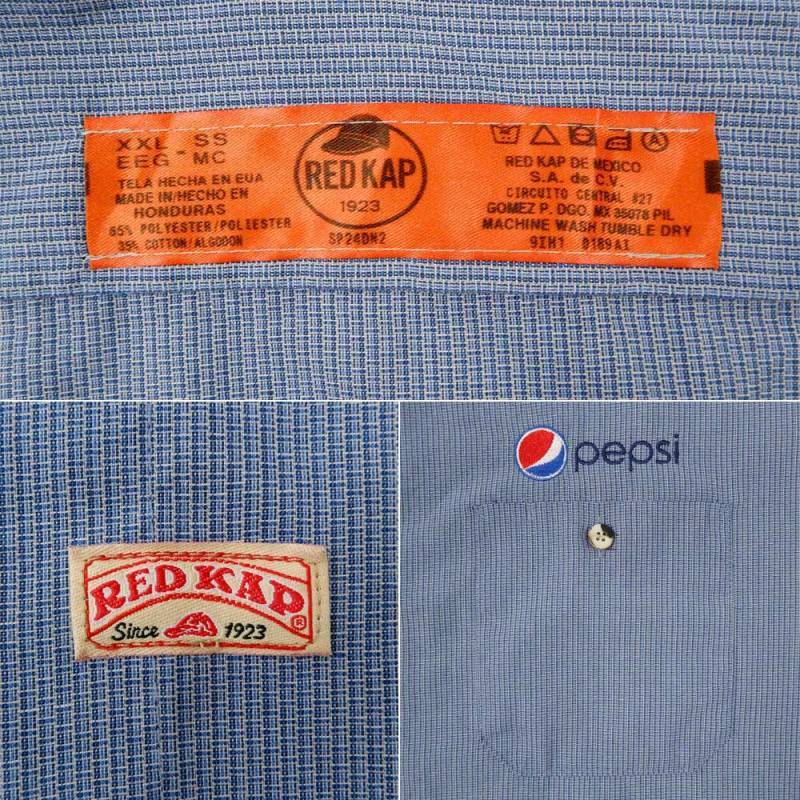 XXL - SS
EEG - MC
TELA HECHA EN EUA
MADE IN/HECHO EN
HONDURAS
65% POLYESTER/POLIESTER
35% COTTON/ALGODON
RED KAP
1923
SP24DN2
RED KAP DE MEXICO
S.A. de C.V.
CIRCUITO CENTRAL #27
GOMEZ P. DGO. MX 35078 PIL
MACHINE WASH TUMBLE DRY
9IH1 0189A1
RED KAP ®
Since 1923
pepsi